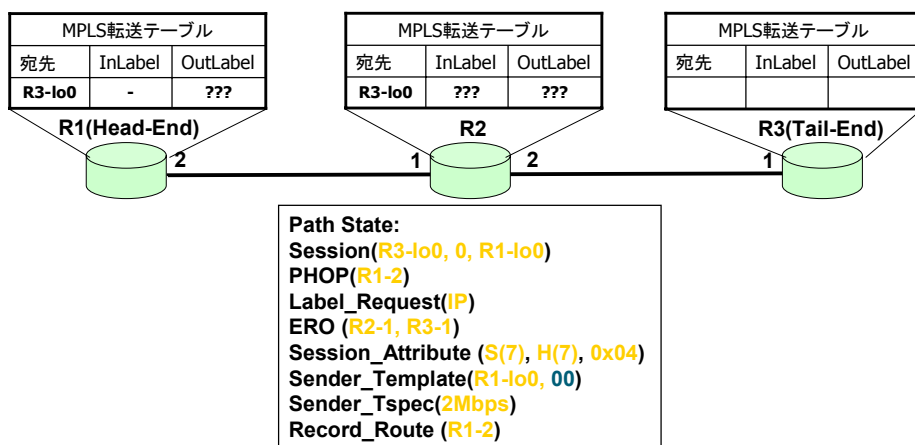 MPLS転送テーブル
宛先 InLabel OutLabel
R3-lo0 - ???
MPLS転送テーブル
宛先 InLabel OutLabel
R3-lo0 ??? ???
MPLS転送テーブル
宛先 InLabel OutLabel
R1(Head-End)
R2
R3(Tail-End)
2
1
2
1
Path State:
Session(R3-lo0, 0, R1-lo0)
PHOP(R1-2)
Label_Request(IP)
ERO (R2-1, R3-1)
Session_Attribute (S(7), H(7), 0x04)
Sender_Template(R1-lo0, 00)
Sender_Tspec(2Mbps)
Record_Route (R1-2)